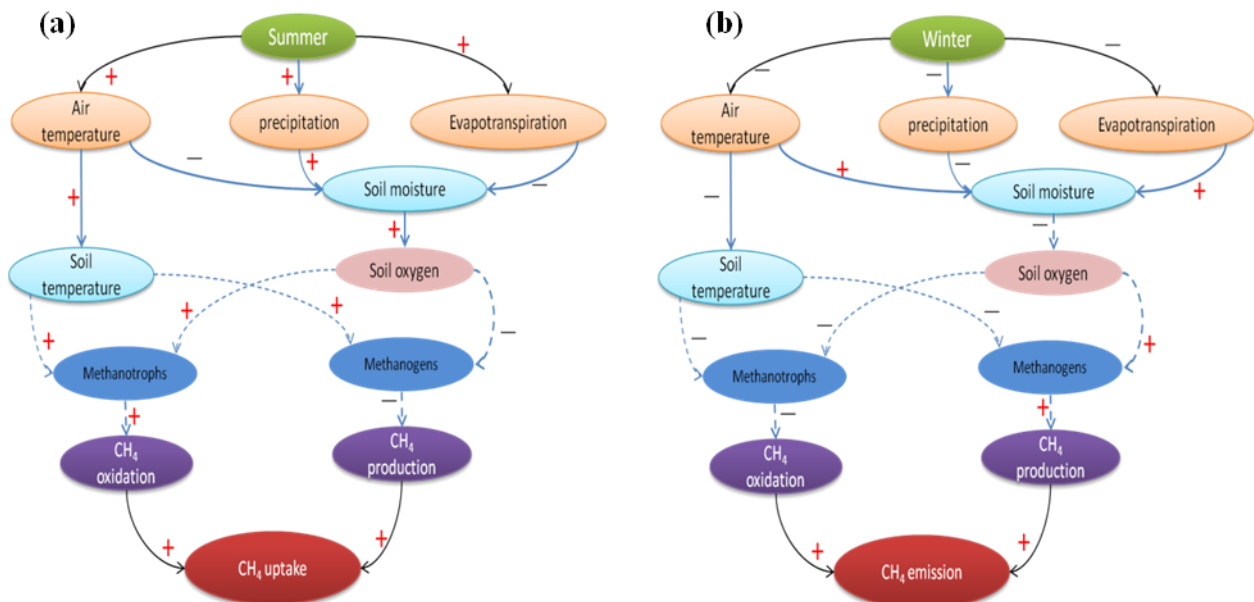 (a)
Summer
+
+
+
Air
temperature
precipitation
Evapotranspiration
—
+
—
+
Soil moisture
+
Soil
temperature
Soil oxygen
+
+
—
+
Methanotrophs
Methanogens
+
—
CH₄
oxidation
CH₄
production
+
+
CH₄ uptake
(b)
Winter
—
—
—
Air
temperature
precipitation
Evapotranspiration
+
—
+
—
Soil moisture
—
Soil
temperature
Soil oxygen
—
—
—
+
Methanotrophs
Methanogens
—
+
CH₄
oxidation
CH₄
production
+
+
CH₄ emission